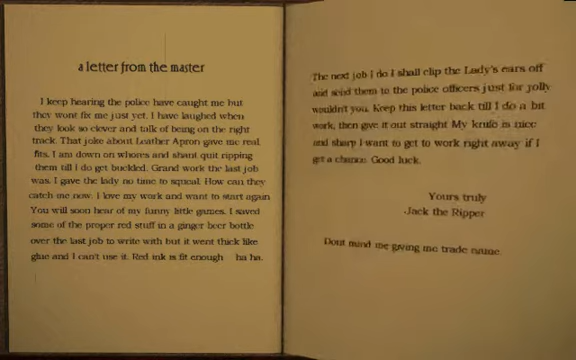 a letter from the master
I keep hearing the police have caught me but
they wont fix me just yet. I have laughed when
they look so clever and talk of being on the right
track. That joke about Leather Apron gave me real
fits. I am down on whores and shant quit ripping
them till I do get buckled. Grand work the last job
was. I gave the lady no time to squeal. How can they
catch me now. I love my work and want to start again
You will soon hear of my funny little games. I saved
some of the proper red stuff in a ginger beer bottle
over the last job to write with but it went thick like
glue and I can't use it. Red ink is fit enough ha ha.
The next job I do I shall clip the Lady's ears off
and send them to the police officers just for jolly
wouldn't you. Keep this letter back till I do a bit
work, then give it out straight My knife is nice
and sharp I want to get to work right away if I
get a chance. Good luck.
Yours truly
Jack the Ripper
Dont mind me giving me trade name